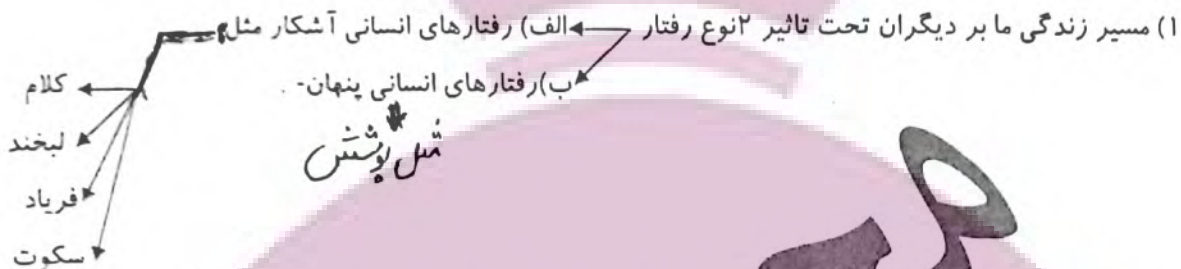 ۱) مسیر زندگی ما بر دیگران تحت تاثیر ۲نوع رفتار الف) رفتارهای انسانی آشکار مثل
ب)رفتارهای انسانی پنهان-
مثل پوشش
کلام
لبخند
فریاد
سکوت